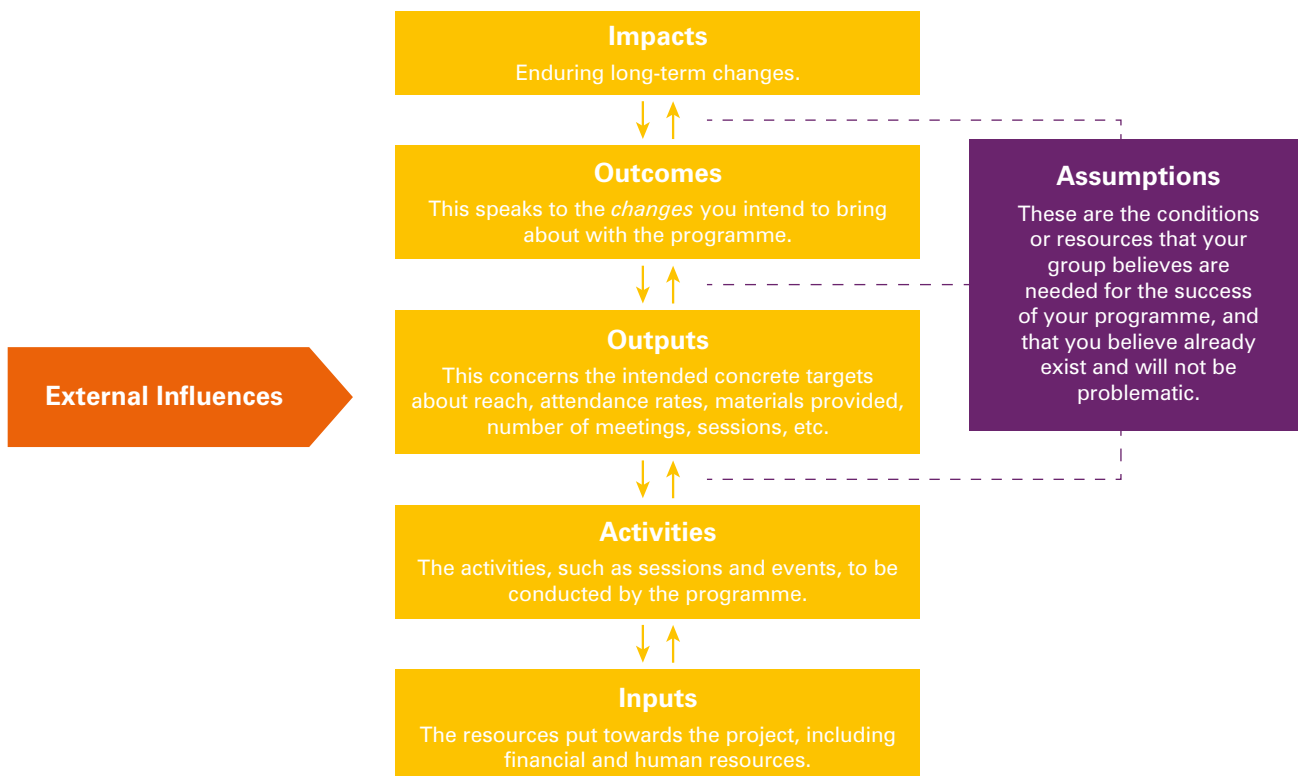 Impacts
Enduring long-term changes.
Outcomes
This speaks to the changes you intend to bring
about with the programme.
Assumptions
These are the conditions
or resources that your
group believes are
needed for the success
of your programme, and
that you believe already
exist and will not be
problematic.
External Influences
Outputs
This concerns the intended concrete targets
about reach, attendance rates, materials provided,
number of meetings, sessions, etc.
Activities
The activities, such as sessions and events, to be
conducted by the programme.
Inputs
The resources put towards the project, including
financial and human resources.